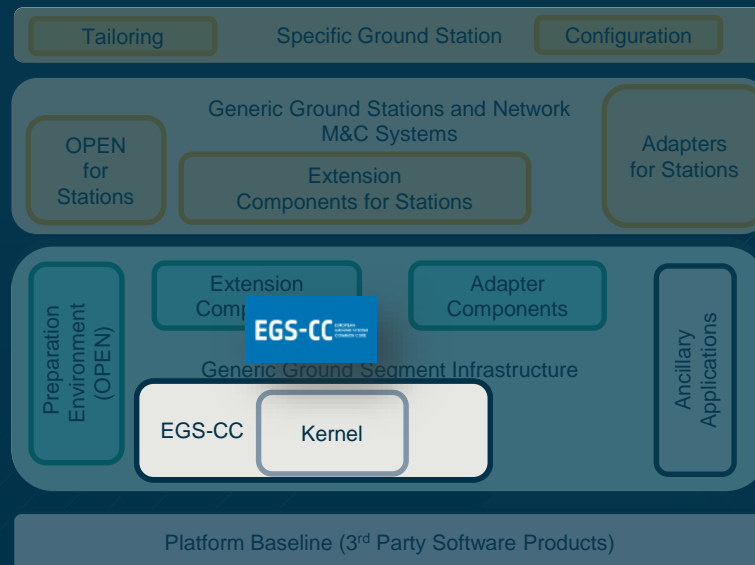 Tailoring
Specific Ground Station
Configuration
Generic Ground Stations and Network
M&C Systems
OPEN
for
Stations
Extension
Components for Stations
Adapters
for Stations
Preparation
Environment
(OPEN)
Extension
Adapter
Components
EGS-CC
Generic Ground Segment Infrastructure
Ancillary
Applications
EGS-CC
Kernel
Platform Baseline (3rd Party Software Products)